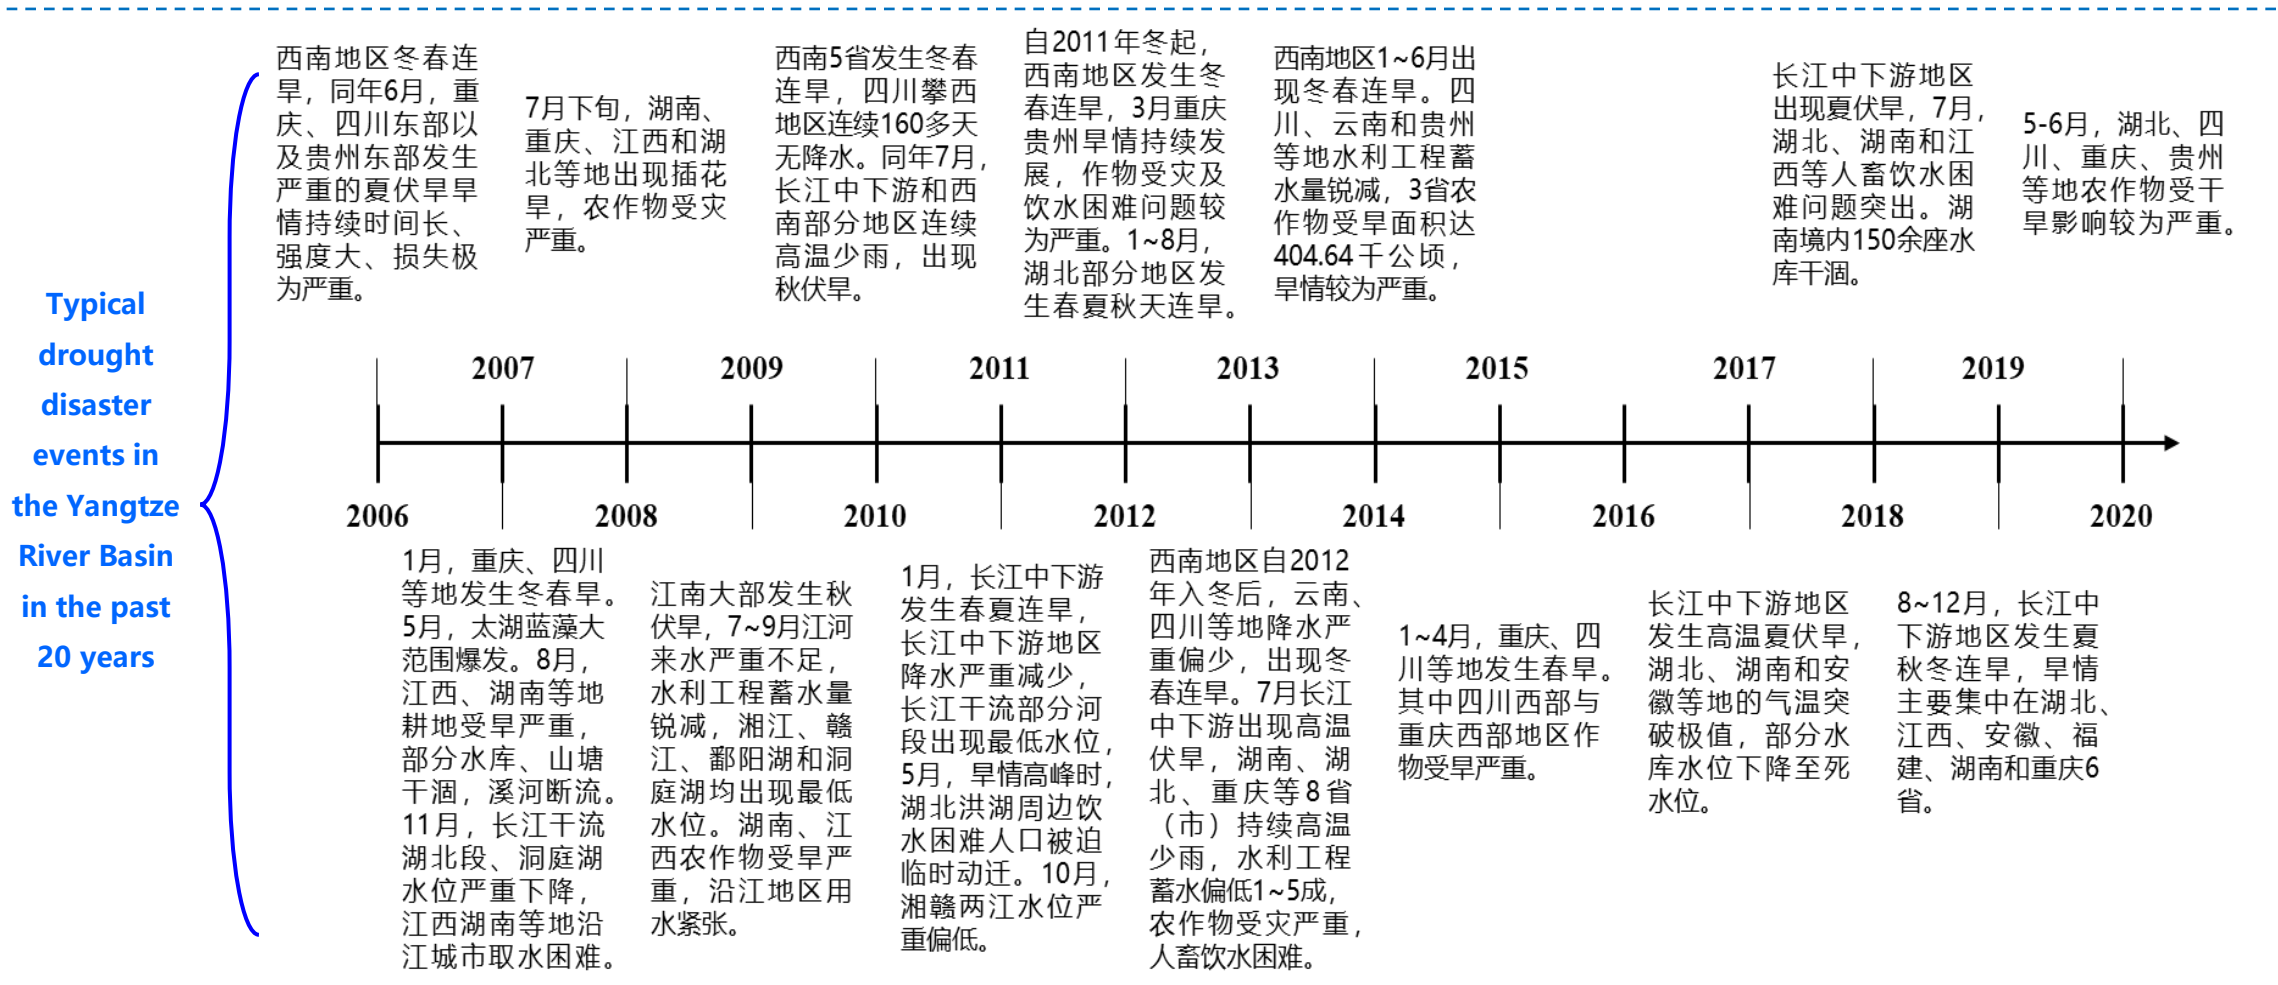 Typical
drought
disaster
events in
the Yangtze
River Basin
in the past
20 years
西南地区冬春连
旱，同年6月，重
庆、四川东部以
及贵州东部发生
严重的夏伏旱旱
情持续时间长、
强度大、损失极
为严重。
7月下旬，湖南、
重庆、江西和湖
北等地出现插花
旱，农作物受灾
严重。
西南5省发生冬春
连旱，四川攀西
地区连续160多天
无降水。同年7月，
长江中下游和西
南部分地区连续
高温少雨，出现
秋伏旱。
自2011年冬起，
西南地区发生冬
春连旱，3月重庆
贵州旱情持续发
展，作物受灾及
饮水困难问题较
为严重。1~8月，
湖北部分地区发
生春夏秋天连旱。
西南地区1~6月出
现冬春连旱。四
川、云南和贵州
等地水利工程蓄
水量锐减，3省农
作物受旱面积达
404.64千公顷，
旱情较为严重。
长江中下游地区
出现夏伏旱，7月，
湖北、湖南和江
西等人畜饮水困
难问题突出。湖
南境内150余座水
库干涸。
5-6月，湖北、四
川、重庆、贵州
等地农作物受干
旱影响较为严重。
2007
2009
2011
2013
2015
2017
2019
2006
2008
2010
2012
2014
2016
2018
2020
1月，重庆、四川
等地发生冬春旱。
5月，太湖蓝藻大
范围爆发。8月，
江西、湖南等地
耕地受旱严重，
部分水库、山塘
干涸，溪河断流。
11月，长江干流
湖北段、洞庭湖
水位严重下降，
江西湖南等地沿
江城市取水困难。
江南大部发生秋
伏旱，7~9月江河
来水严重不足，
水利工程蓄水量
锐减，湘江、赣
江、鄱阳湖和洞
庭湖均出现最低
水位。湖南、江
西农作物受旱严
重，沿江地区用
水紧张。
1月，长江中下游
发生春夏连旱，
长江中下游地区
降水严重减少，
长江干流部分河
段出现最低水位，
5月，旱情高峰时，
湖北洪湖周边饮
水困难人口被迫
临时动迁。10月，
湘赣两江水位严
重偏低。
西南地区自2012
年入冬后，云南、
四川等地降水严
重偏少，出现冬
春连旱。7月长江
中下游出现高温
伏旱，湖南、湖
北、重庆等8省
（市）持续高温
少雨，水利工程
蓄水偏低1~5成，
农作物受灾严重，
人畜饮水困难。
1~4月，重庆、四
川等地发生春旱。
其中四川西部与
重庆西部地区作
物受旱严重。
长江中下游地区
发生高温夏伏旱，
湖北、湖南和安
徽等地的气温突
破极值，部分水
库水位下降至死
水位。
8~12月，长江中
下游地区发生夏
秋冬连旱，旱情
主要集中在湖北、
江西、安徽、福
建、湖南和重庆6
省。